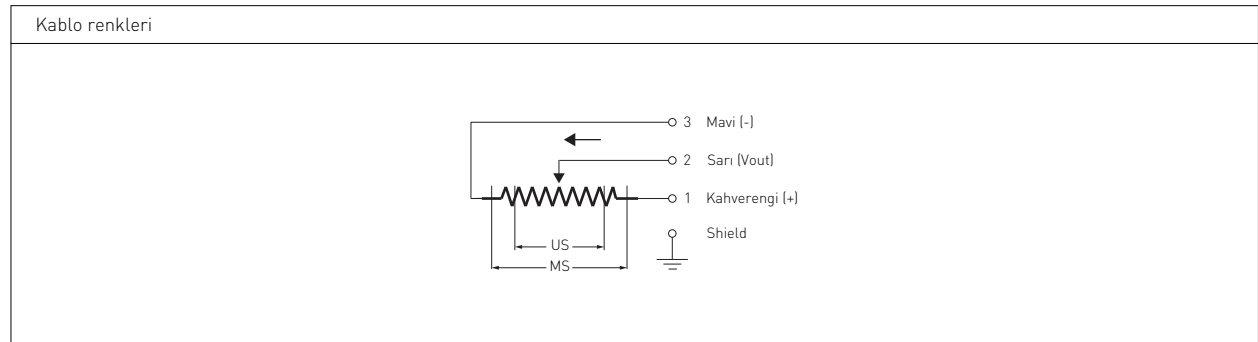 Kablo renkleri
3 Mavi (-)
2 Sarı (Vout)
1 Kahverengi (+)
Shield
US
MS